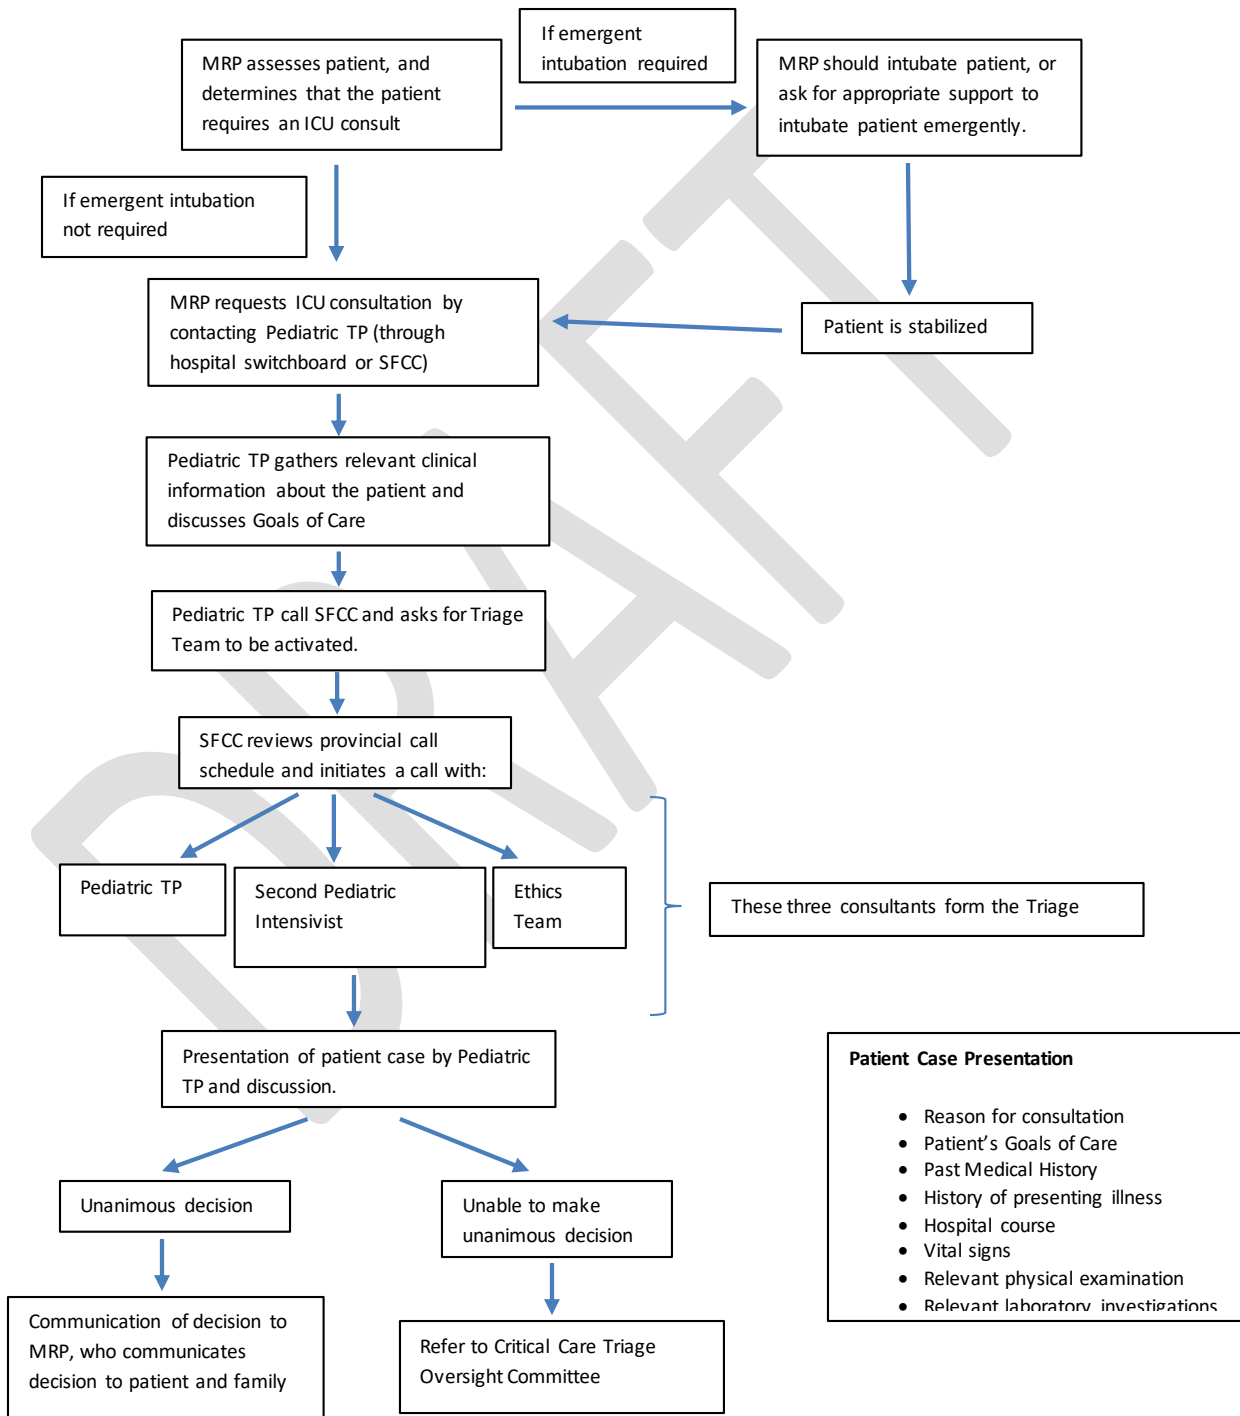 If emergent
intubation required
MRP assesses patient, and
determines that the patient
requires an ICU consult
MRP should intubate patient, or
ask for appropriate support to
intubate patient emergently.
If emergent intubation
not required
MRP requests ICU consultation by
contacting Pediatric TP (through
hospital switchboard or SFCC)
Patient is stabilized
Pediatric TP gathers relevant clinical
information about the patient and
discusses Goals of Care
Pediatric TP call SFCC and asks for Triage
Team to be activated.
SFCC reviews provincial call
schedule and initiates a call with:
Pediatric TP
Second Pediatric
Intensivist
Ethics
Team
These three consultants form the Triage
Presentation of patient case by Pediatric
TP and discussion.
Patient Case Presentation
• Reason for consultation
• Patient’s Goals of Care
• Past Medical History
• History of presenting illness
• Hospital course
• Vital signs
• Relevant physical examination
• Relevant laboratory investigations
Unanimous decision
Unable to make
unanimous decision
Communication of decision to
MRP, who communicates
decision to patient and family
Refer to Critical Care Triage
Oversight Committee
DRAFT